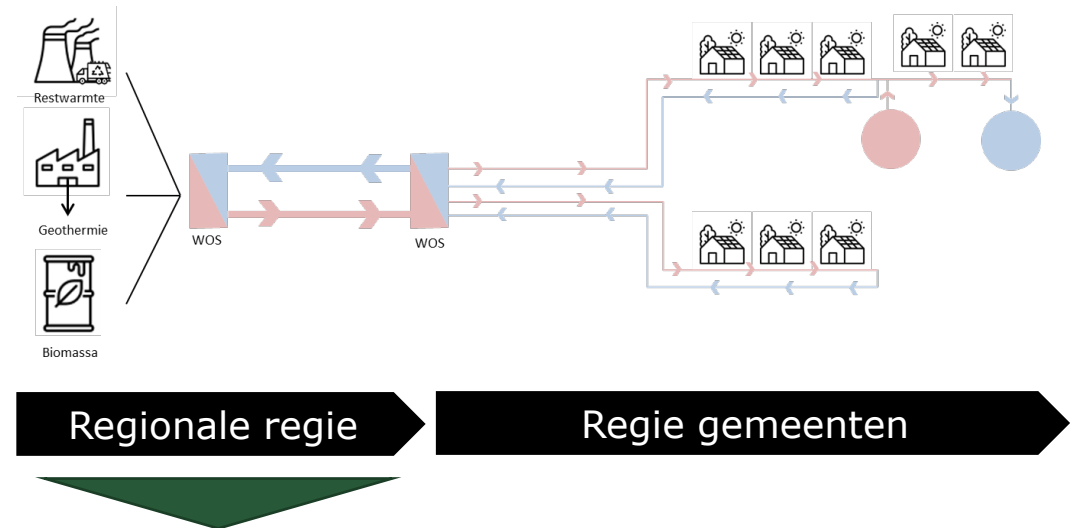 Restwarmte
Geothermie
Biomassa
WOS
WOS
Regionale regie
Regie gemeenten